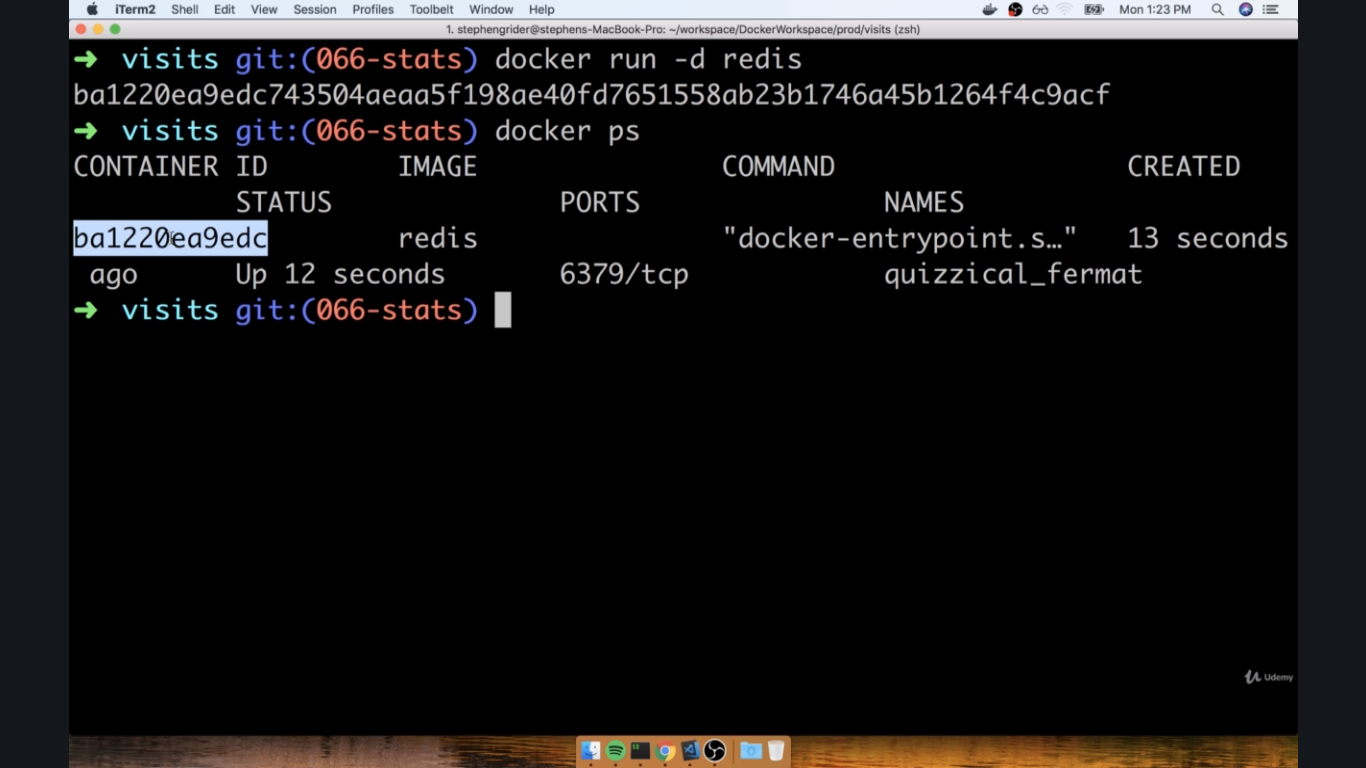 iTerm2 Shell Edit View Session Profiles Toolbelt Window Help Mon 1:23 PM
1. stephengrider@stephens-MacBook-Pro: ~/workspace/DockerWorkspace/prod/visits (zsh)
➜ visits git:(066-stats) docker run -d redis
ba1220ea9edc743504aeaa5f198ae40fd7651558ab23b1746a45b1264f4c9acf
➜ visits git:(066-stats) docker ps
CONTAINER ID IMAGE COMMAND CREATED
STATUS PORTS NAMES
ba1220ea9edc redis "docker-entrypoint.s…" 13 seconds
ago Up 12 seconds 6379/tcp quizzical_fermat
➜ visits git:(066-stats)
Udemy